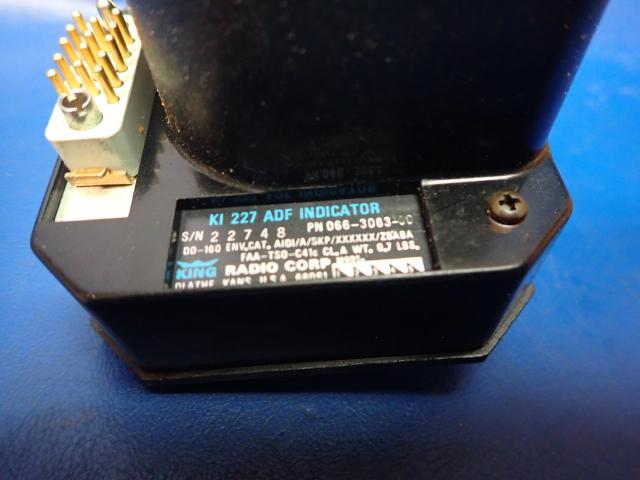 KI 227 ADF INDICATOR
S/N 22748 PN 066-3063-00
DO-160 ENV.CAT. A1D1/A/SKP/XXXXXX/ZBABA
FAA-TSO-C41c CL.A WT. 0.7 LBS.
KING RADIO CORP.
OLATHE, KANS. U.S.A.